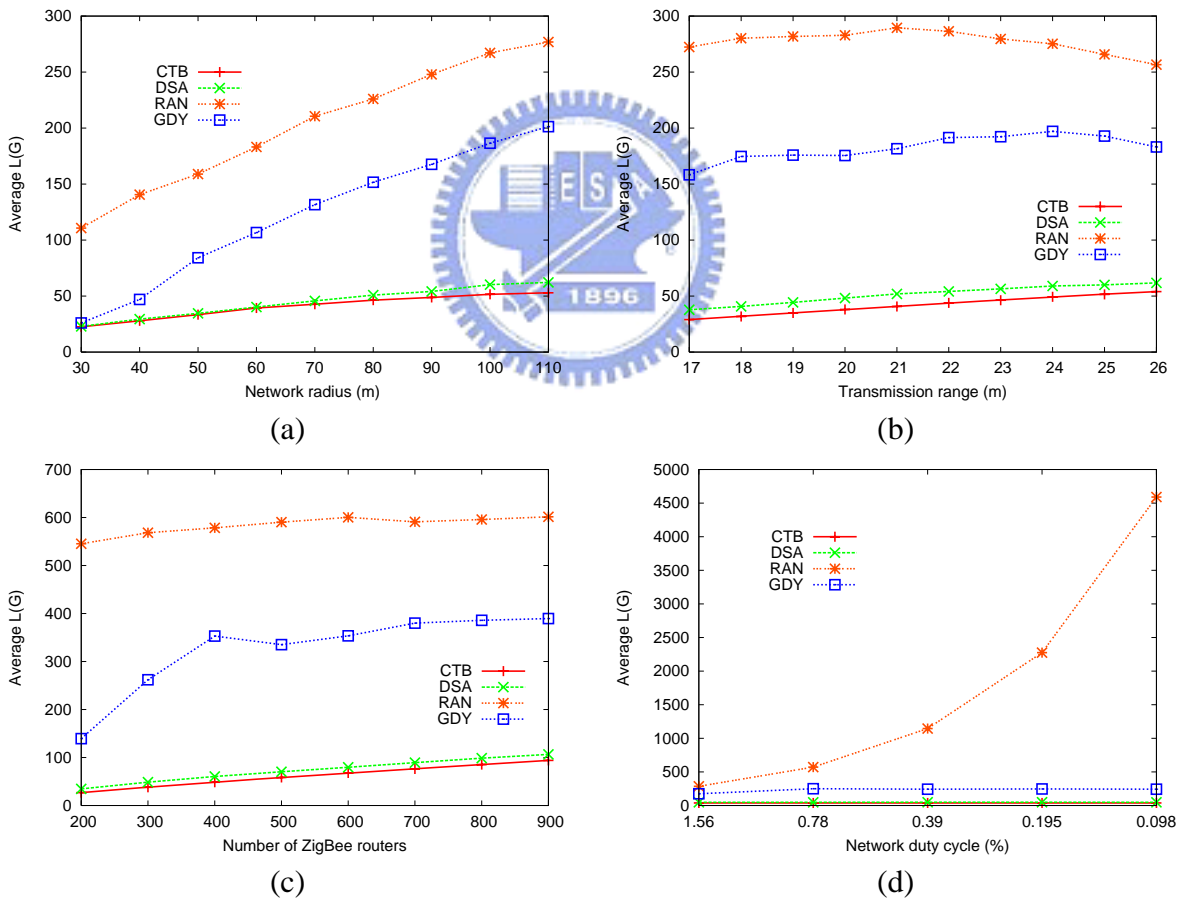 300
250
200
150
100
50
0
30 40 50 60 70 80 90 100 110
Average L(G)
Network radius (m)
CTB
DSA
RAN
GDY
(a)
300
250
200
150
100
50
0
17 18 19 20 21 22 23 24 25 26
Average L(G)
Transmission range (m)
CTB
DSA
RAN
GDY
(b)
E S A
1896
®
700
600
500
400
300
200
100
0
200 300 400 500 600 700 800 900
Average L(G)
Number of ZigBee routers
CTB
DSA
RAN
GDY
(c)
5000
4500
4000
3500
3000
2500
2000
1500
1000
500
0
1.56 0.78 0.39 0.195 0.098
Average L(G)
Network duty cycle (%)
CTB
DSA
RAN
GDY
(d)